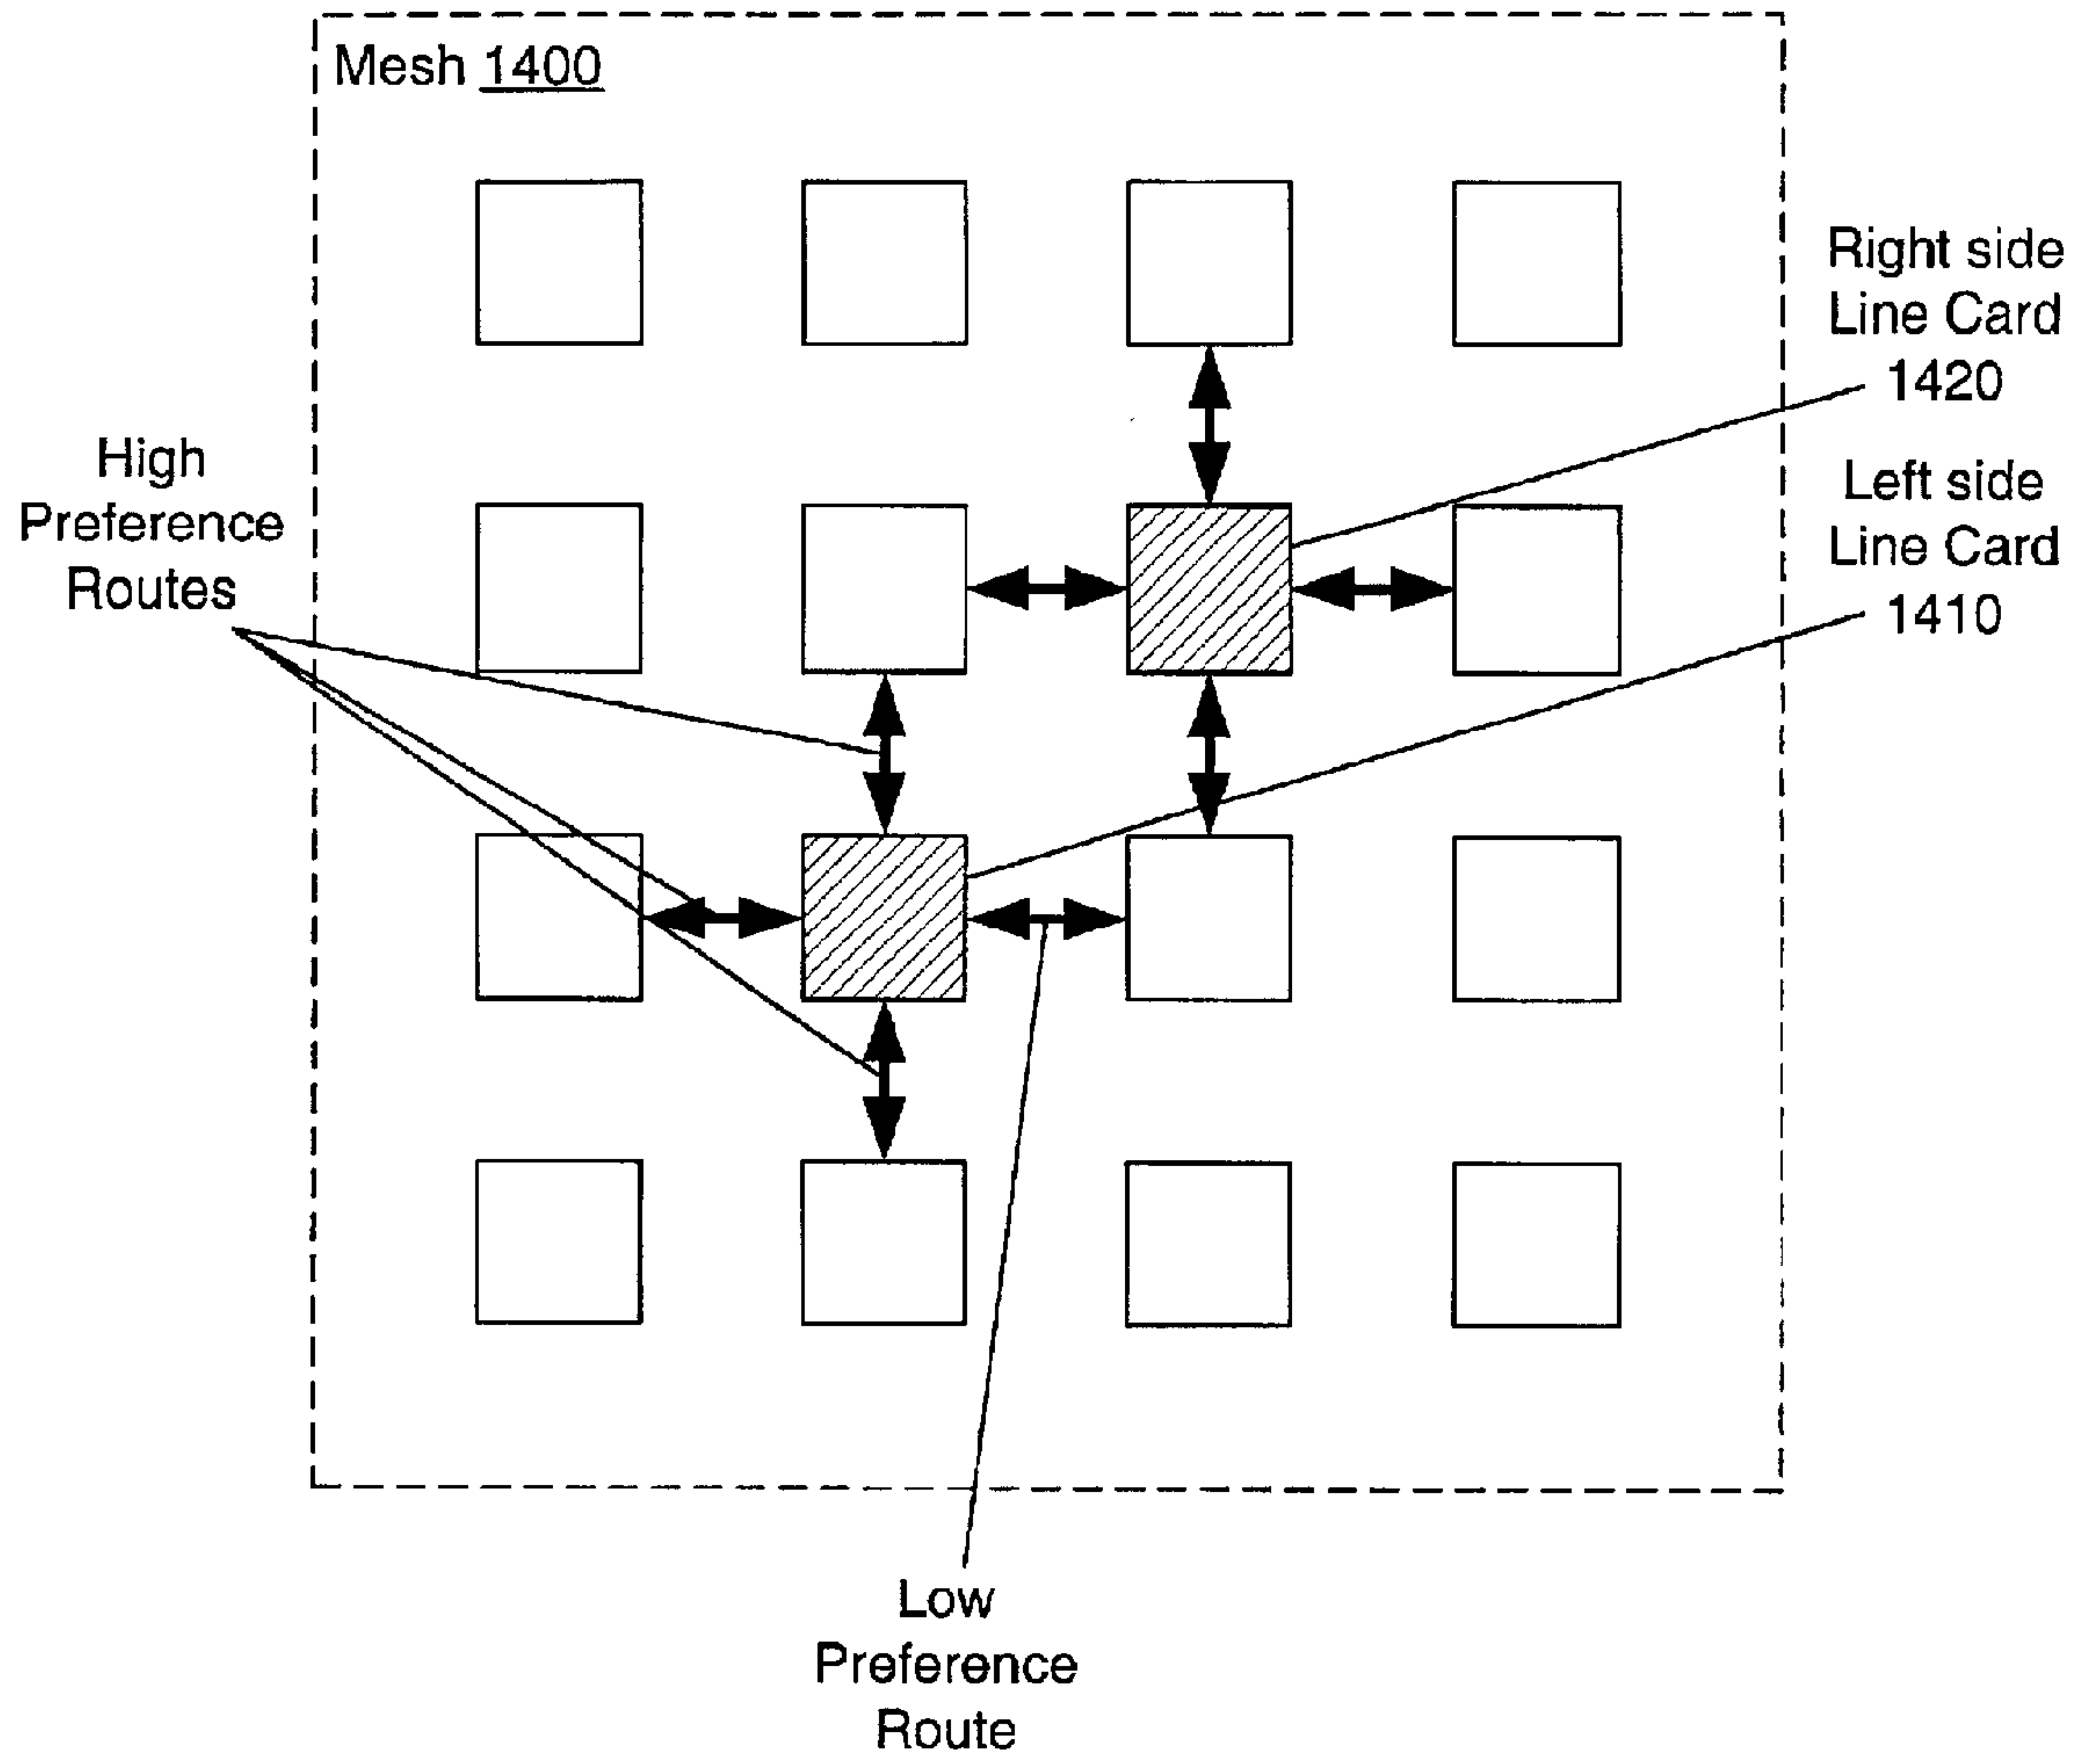 Mesh 1400
Right side
Line Card
1420
Left side
Line Card
1410
High
Preference
Routes
Low
Preference
Route